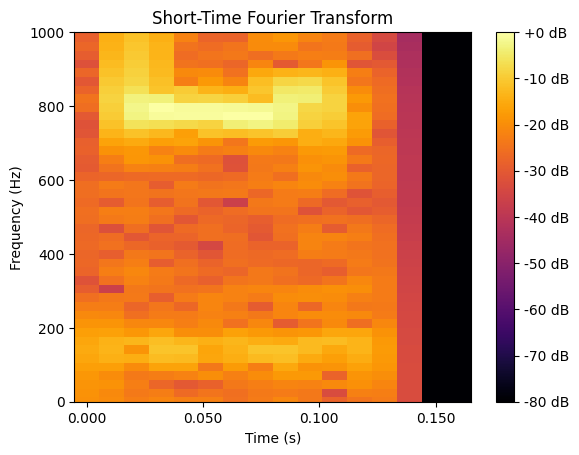 Short-Time Fourier Transform
1000
800
600
400
200
0
Frequency (Hz)
0.000
0.050
0.100
0.150
Time (s)
+0 dB
-10 dB
-20 dB
-30 dB
-40 dB
-50 dB
-60 dB
-70 dB
-80 dB